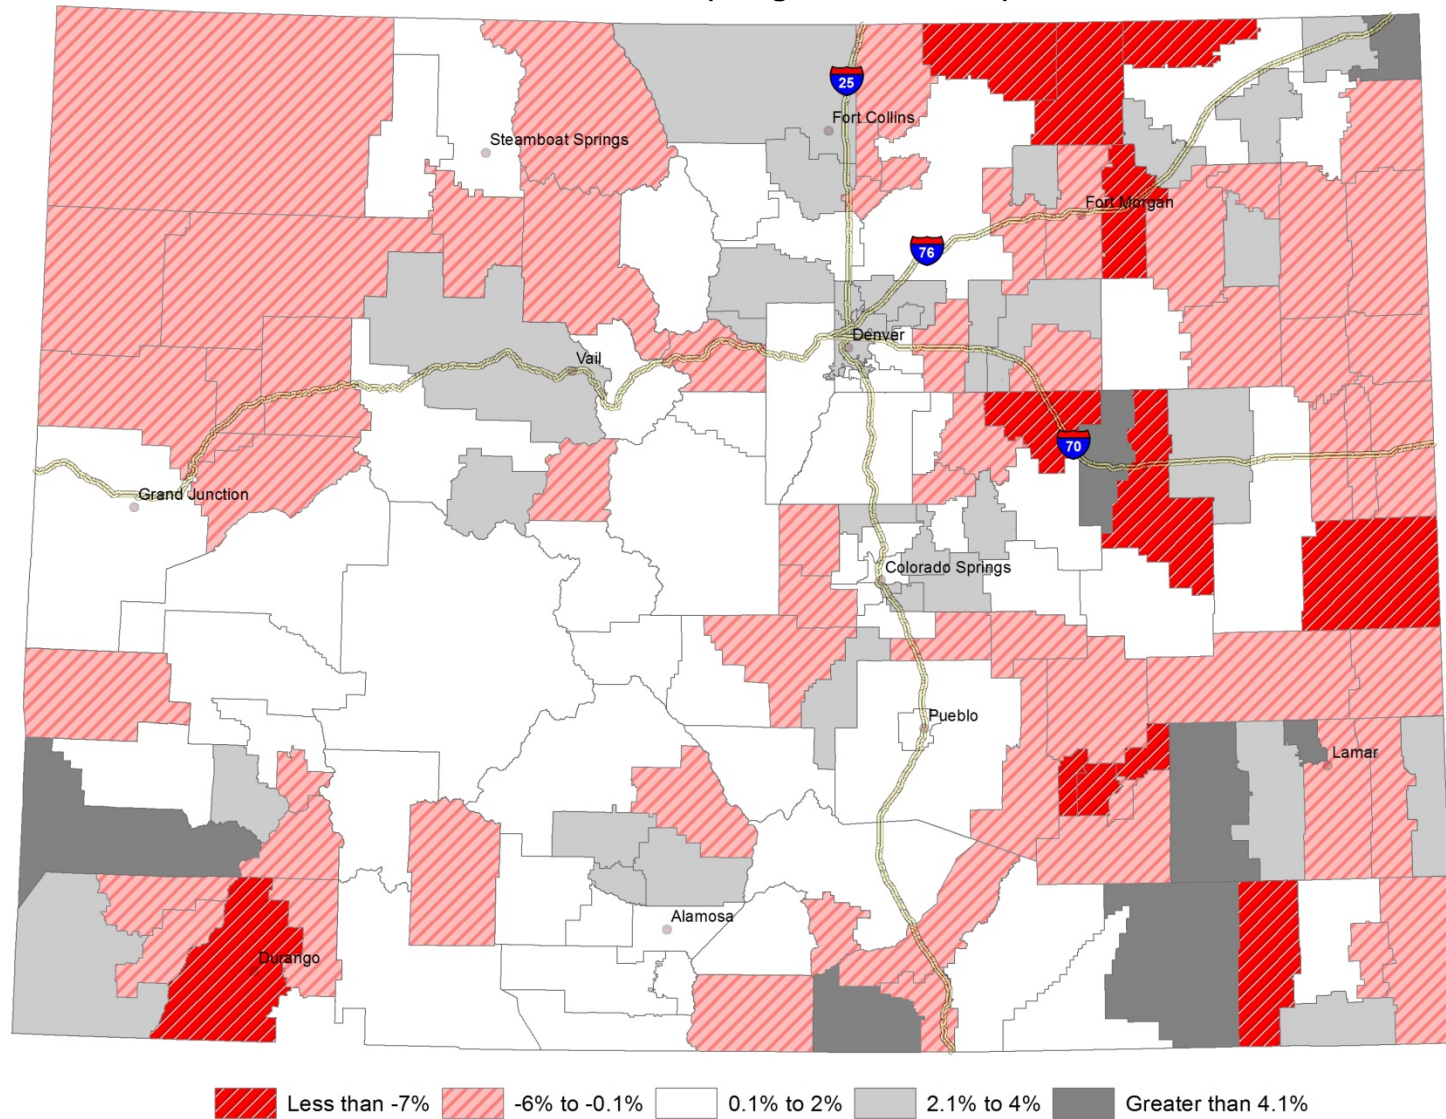 25
Fort Collins
Steamboat Springs
Fort Morgan
76
Denver
Vail
70
Grand Junction
Colorado Springs
Pueblo
Lamar
Alamosa
Durango
Less than -7%
-6% to -0.1%
0.1% to 2%
2.1% to 4%
Greater than 4.1%